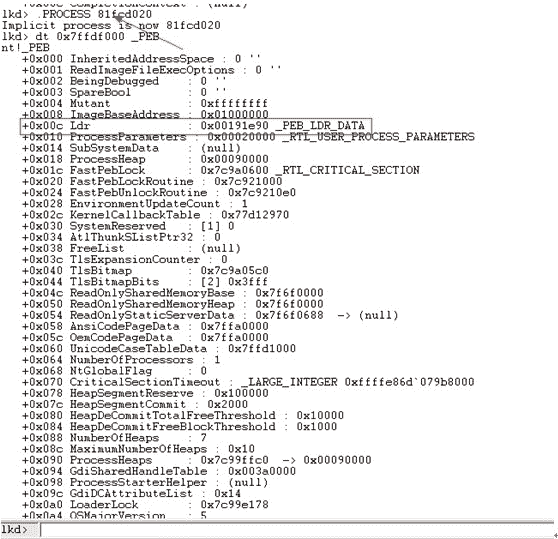 lkd> .PROCESS 81fcd020
Implicit process is now 81fcd020
lkd> dt 0x7ffdf000 _PEB
nt!_PEB
+0x000 InheritedAddressSpace : 0 ''
+0x001 ReadImageFileExecOptions : 0 ''
+0x002 BeingDebugged : 0 ''
+0x003 SpareBool : 0 ''
+0x004 Mutant : 0xffffffff
+0x008 ImageBaseAddress : 0x01000000
+0x00c Ldr : 0x00191e90 _PEB_LDR_DATA
+0x010 ProcessParameters : 0x00020000 _RTL_USER_PROCESS_PARAMETERS
+0x014 SubSystemData : (null)
+0x018 ProcessHeap : 0x00090000
+0x01c FastPebLock : 0x7c9a0600 _RTL_CRITICAL_SECTION
+0x020 FastPebLockRoutine : 0x7c921000
+0x024 FastPebUnlockRoutine : 0x7c9210e0
+0x028 EnvironmentUpdateCount : 1
+0x02c KernelCallbackTable : 0x77d12970
+0x030 SystemReserved : [1] 0
+0x034 AtlThunkSListPtr32 : 0
+0x038 FreeList : (null)
+0x03c TlsExpansionCounter : 0
+0x040 TlsBitmap : 0x7c9a05c0
+0x044 TlsBitmapBits : [2] 0x3fff
+0x04c ReadOnlySharedMemoryBase : 0x7f6f0000
+0x050 ReadOnlySharedMemoryHeap : 0x7f6f0000
+0x054 ReadOnlyStaticServerData : 0x7f6f0688 -> (null)
+0x058 AnsiCodePageData : 0x7ffa0000
+0x05c OemCodePageData : 0x7ffa0000
+0x060 UnicodeCaseTableData : 0x7ffd1000
+0x064 NumberOfProcessors : 1
+0x068 NtGlobalFlag : 0
+0x070 CriticalSectionTimeout : _LARGE_INTEGER 0xffffe86d`079b8000
+0x078 HeapSegmentReserve : 0x100000
+0x07c HeapSegmentCommit : 0x2000
+0x080 HeapDeCommitTotalFreeThreshold : 0x10000
+0x084 HeapDeCommitFreeBlockThreshold : 0x1000
+0x088 NumberOfHeaps : 7
+0x08c MaximumNumberOfHeaps : 0x10
+0x090 ProcessHeaps : 0x7c99ffc0 -> 0x00090000
+0x094 GdiSharedHandleTable : 0x003a0000
+0x098 ProcessStarterHelper : (null)
+0x09c GdiDCAttributeList : 0x14
+0x0a0 LoaderLock : 0x7c99e178
+0x0a4 OSMajorVersion : 5
lkd>